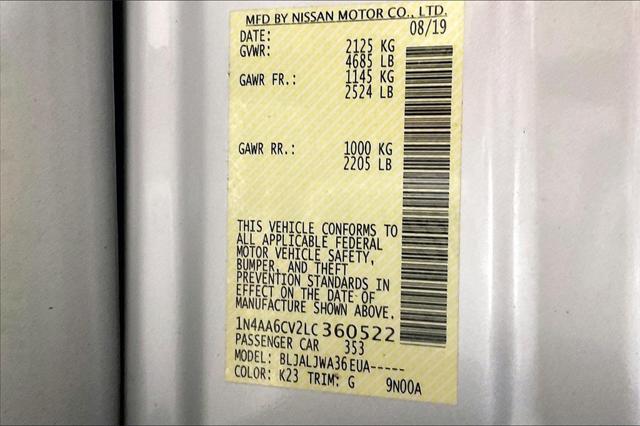 MFD BY NISSAN MOTOR CO., LTD.
DATE: 08/19
GVWR: 2125 KG
4685 LB
GAWR FR.: 1145 KG
2524 LB
GAWR RR.: 1000 KG
2205 LB
THIS VEHICLE CONFORMS TO
ALL APPLICABLE FEDERAL
MOTOR VEHICLE SAFETY,
BUMPER, AND THEFT
PREVENTION STANDARDS IN
EFFECT ON THE DATE OF
MANUFACTURE SHOWN ABOVE.
1N4AA6CV2LC360522
PASSENGER CAR 353
MODEL: BLJALJWA36EUA-----
COLOR: K23 TRIM: G 9N00A